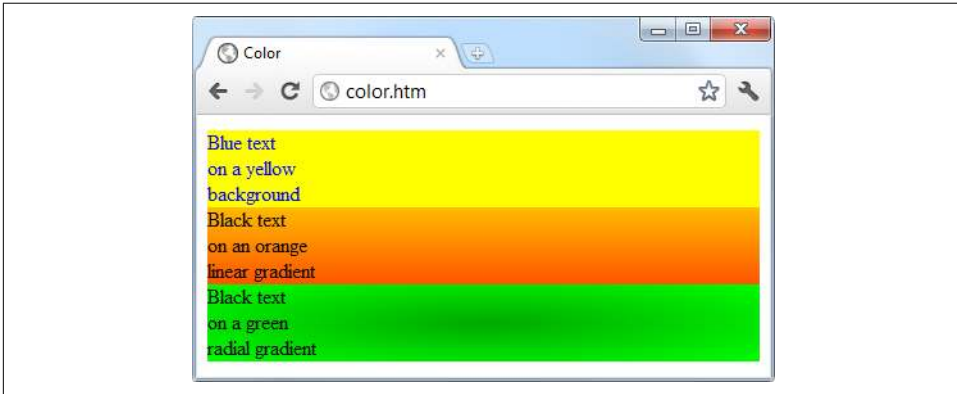 Color
color.htm
Blue text
on a yellow
background
Black text
on an orange
linear gradient
Black text
on a green
radial gradient